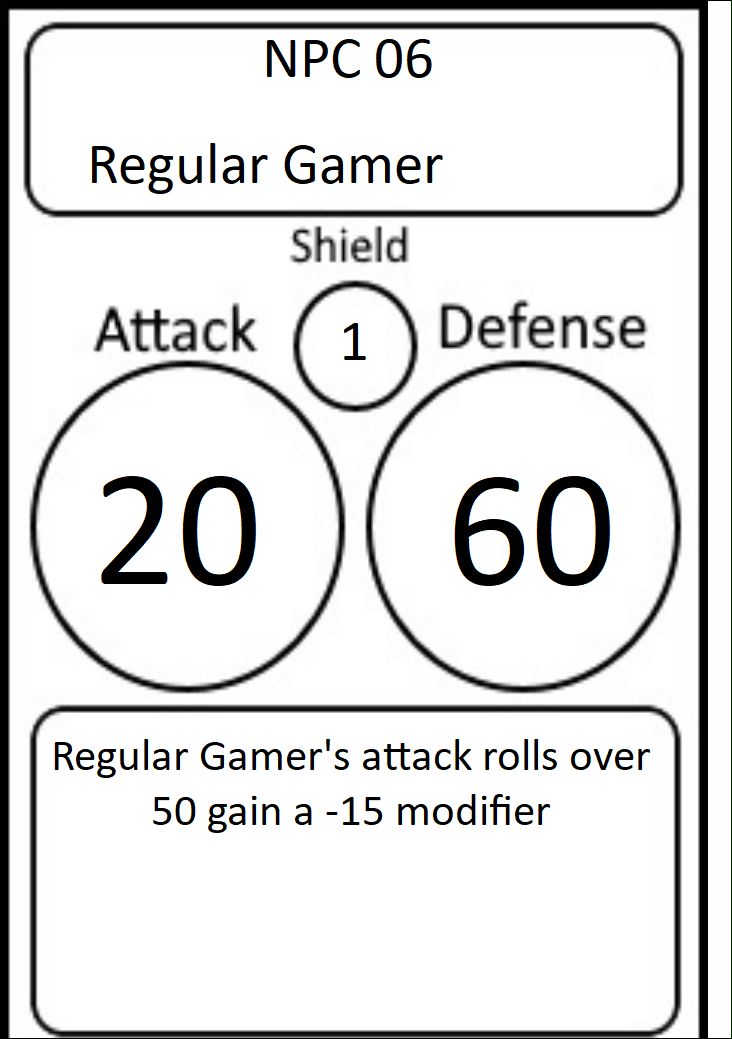 NPC 06
Regular Gamer
Shield
Attack
1
Defense
20
60
Regular Gamer's attack rolls over
50 gain a -15 modifier